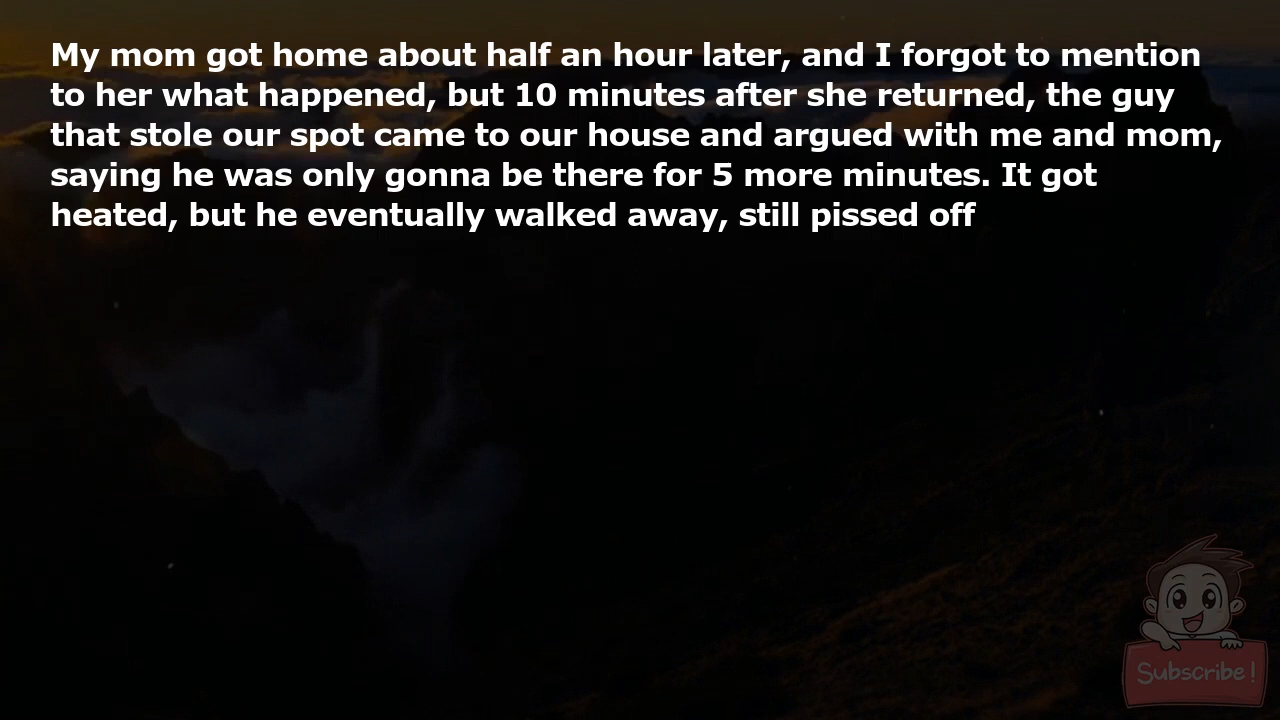 My mom got home about half an hour later, and I forgot to mention
to her what happened, but 10 minutes after she returned, the guy
that stole our spot came to our house and argued with me and mom,
saying he was only gonna be there for 5 more minutes. It got
heated, but he eventually walked away, still pissed off
Subscribe!